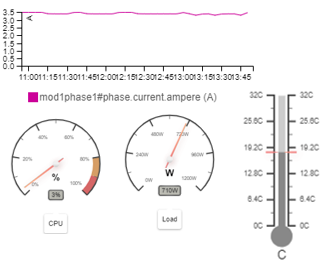 3.5
3.0
2.5
2.0
1.5
1.0
0.5
0.0
A
11:00 11:15 11:30 11:45 12:00 12:15 12:30 12:45 13:00 13:15 13:30 13:45
mod1phase1#phase.current.ampere (A)
0% 20% 40% 60% 80% 100%
%
3%
CPU
0W 240W 480W 720W 960W 1200W
W
710W
Load
32C 32C
25.6C 25.6C
19.2C 19.2C
12.8C 12.8C
6.4C 6.4C
0C 0C
C